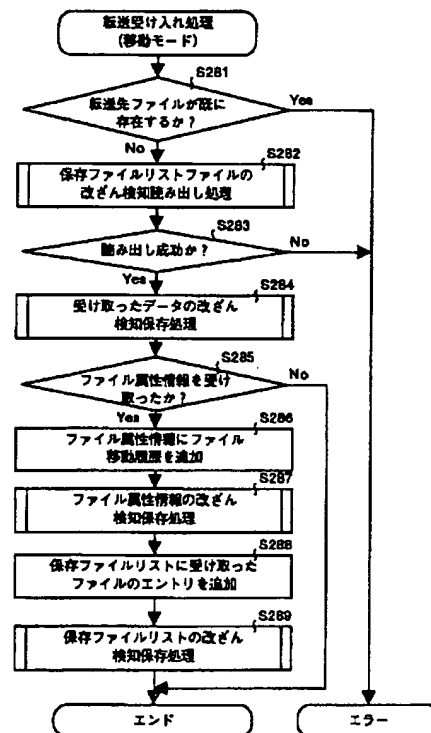 転送受け入れ処理
(移動モード)
S281
転送先ファイルが既に
存在するか？
Yes
No
S282
保存ファイルリストファイルの
改ざん検知読み出し処理
S283
読み出し成功か？
No
Yes
S284
受け取ったデータの改ざん
検知保存処理
S285
ファイル属性情報を受け
取ったか？
No
Yes
S286
ファイル属性情報にファイル
移動履歴を追加
S287
ファイル属性情報の改ざん
検知保存処理
S288
保存ファイルリストに受け取った
ファイルのエントリを追加
S289
保存ファイルリストの改ざん
検知保存処理
エンド
エラー